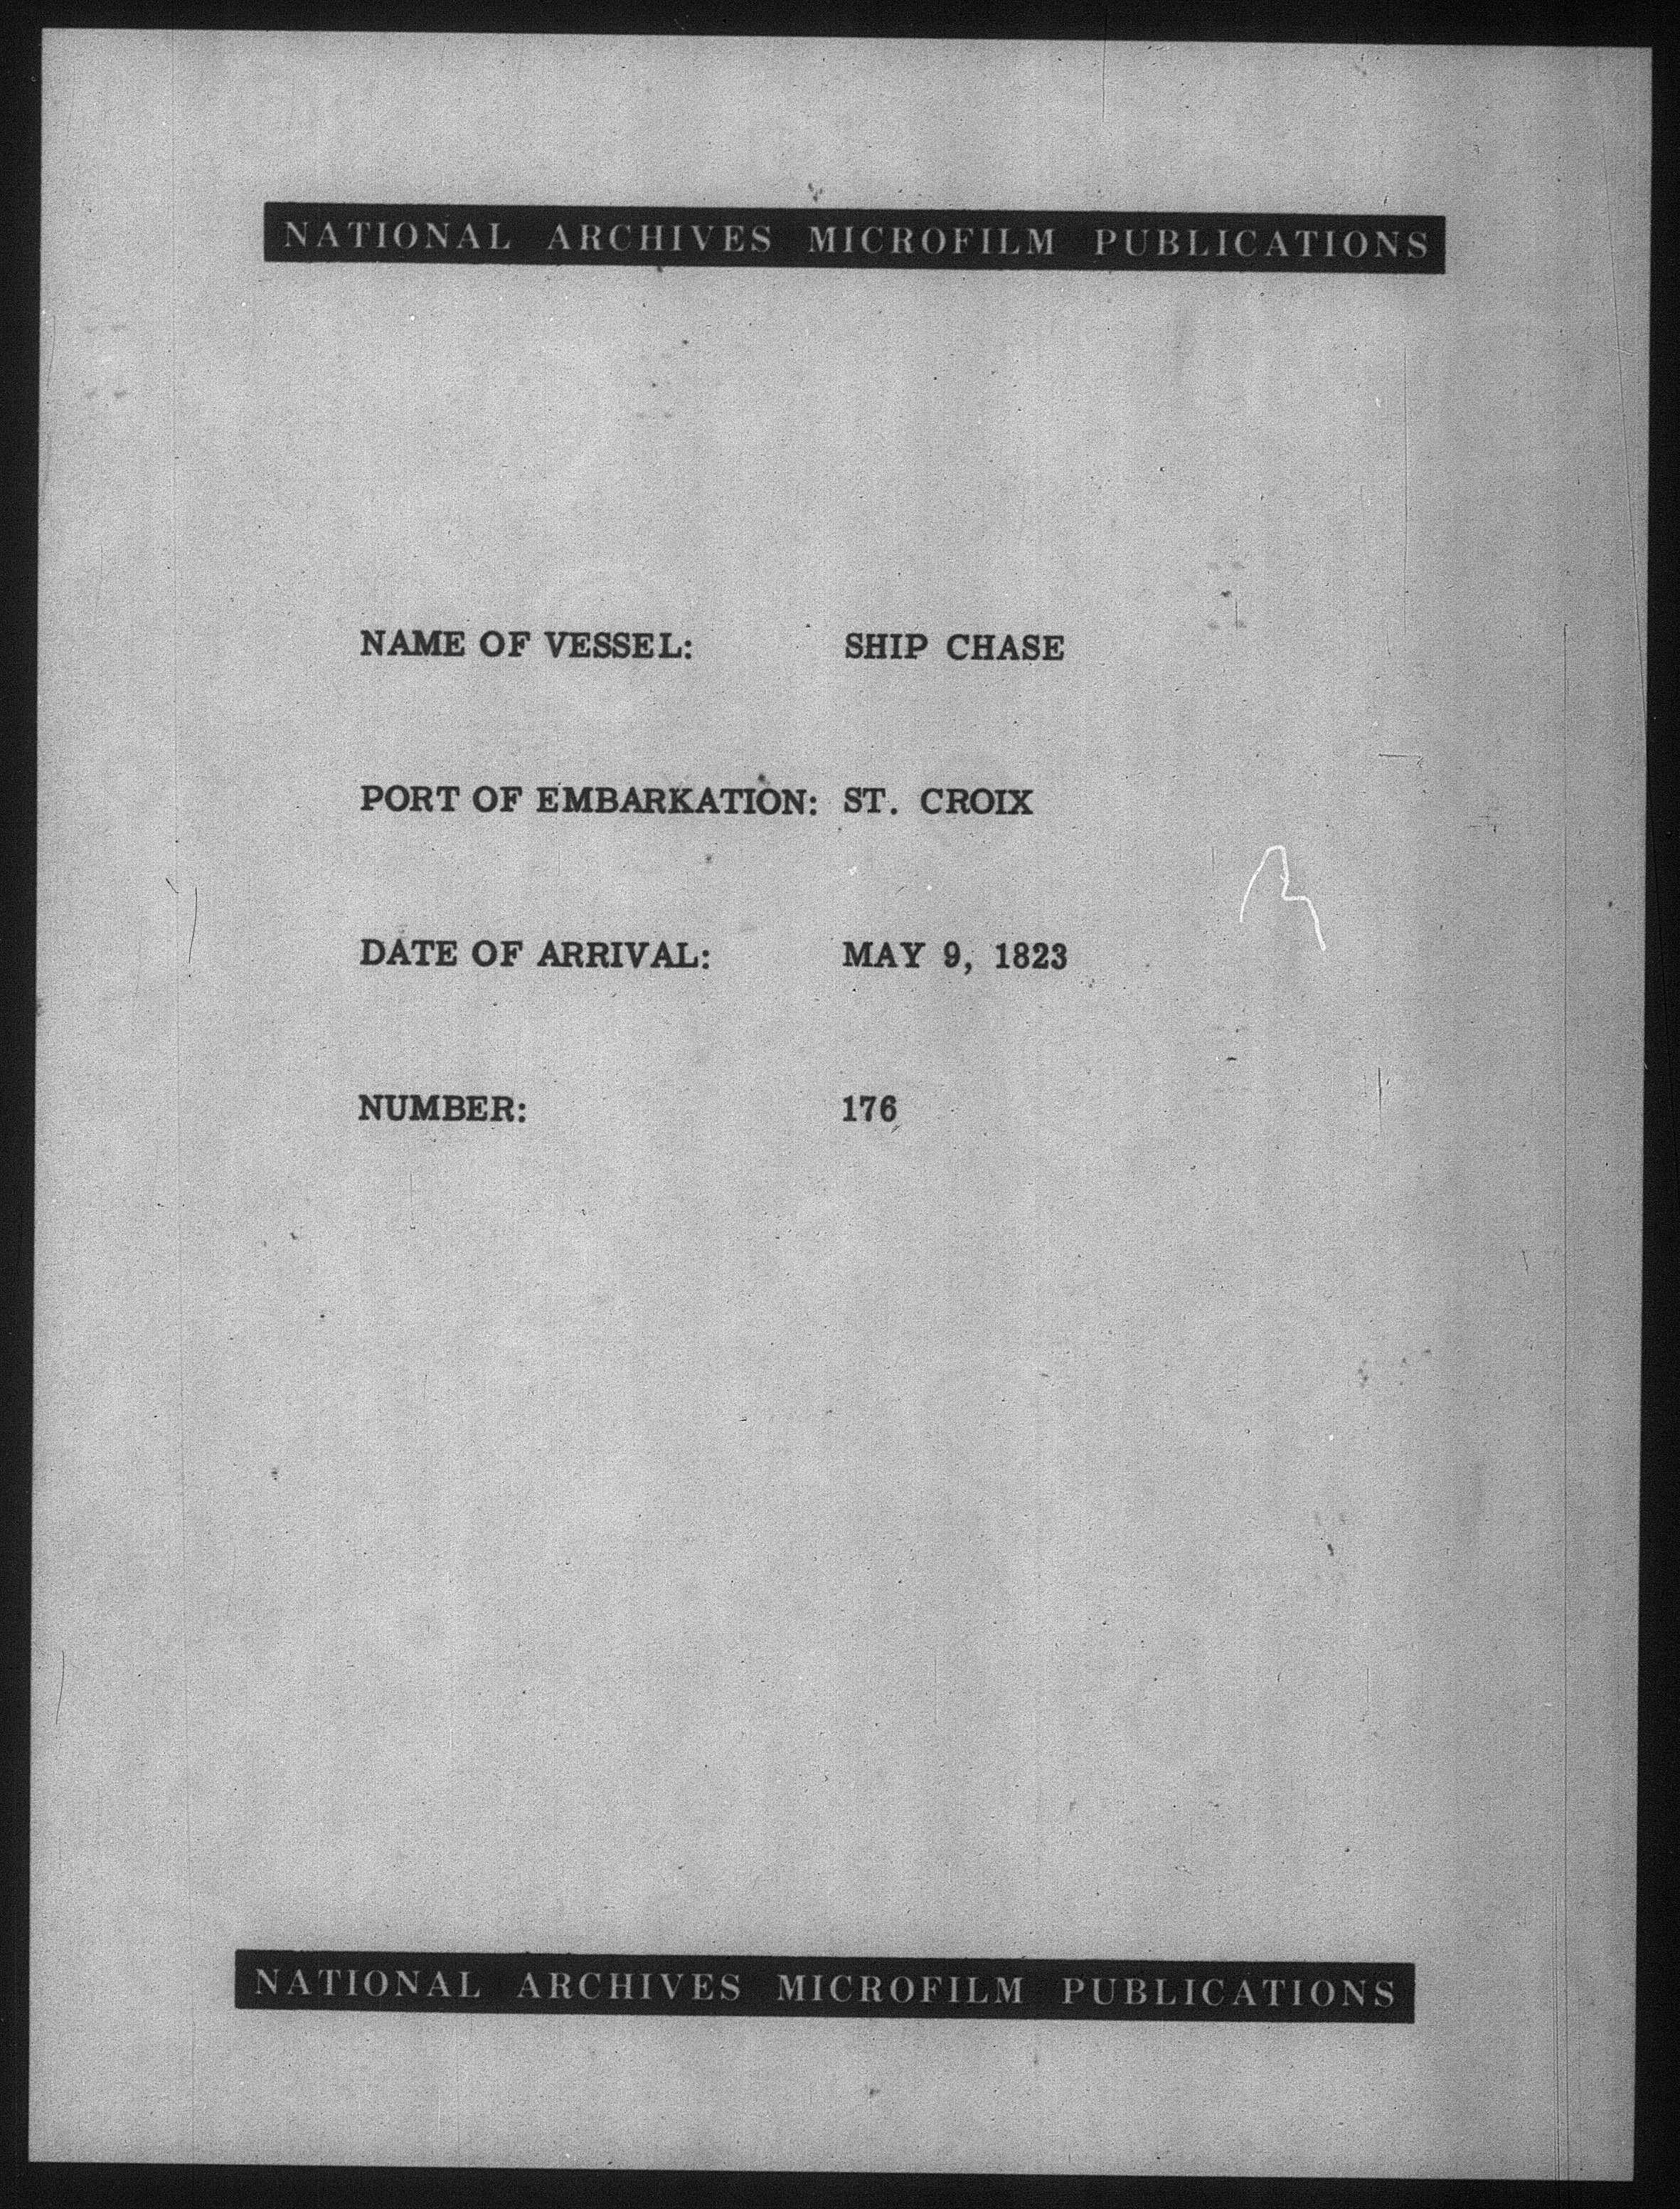 NATIONAL ARCHIVES MICROFILM PUBLICATIONS
NAME OF VESSEL: SHIP CHASE
PORT OF EMBARKATION: ST. CROIX
DATE OF ARRIVAL: MAY 9, 1823
NUMBER: 176
NATIONAL ARCHIVES MICROFILM PUBLICATIONS